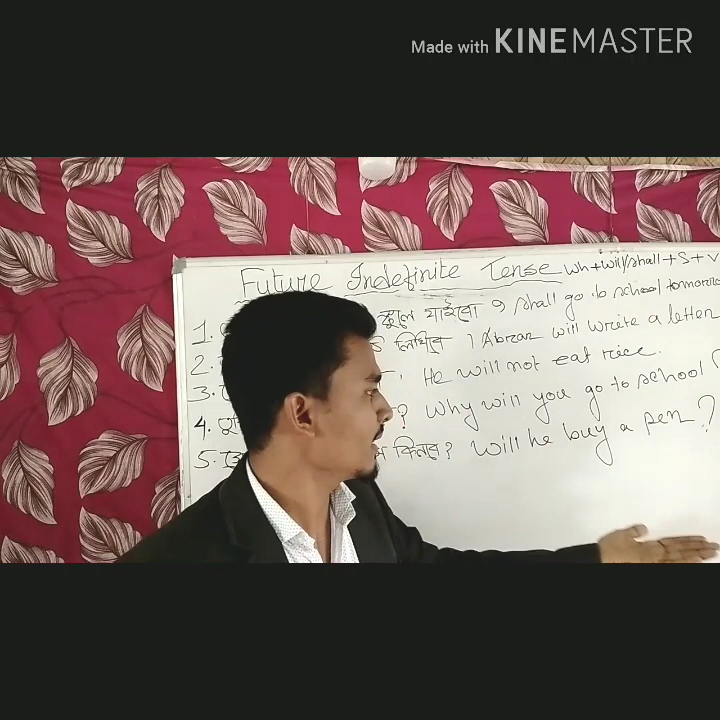 Made with KINEMASTER
Future Indefinite Tense Wh+will/shall+S+V
1. স্কুলে যাইবো I shall go to school tomorrow
2. লিখিবে । Abrar will write a letter
3. He will not eat rice.
4. তুমি ? Why will you go to school ?
5. কিনিবে? Will he buy a pen?